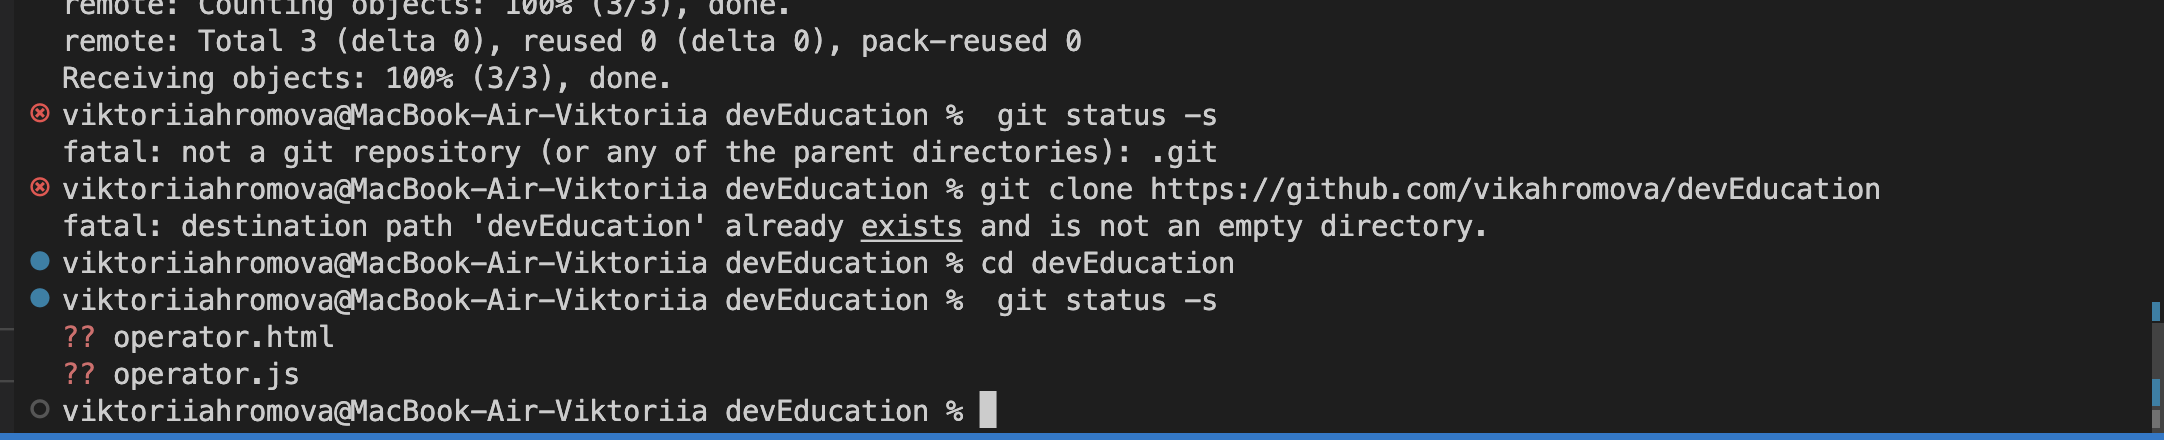 remote: Counting objects: 100% (3/3), done.
remote: Total 3 (delta 0), reused 0 (delta 0), pack-reused 0
Receiving objects: 100% (3/3), done.
viktoriiahromova@MacBook-Air-Viktoriia devEducation %  git status -s
fatal: not a git repository (or any of the parent directories): .git
viktoriiahromova@MacBook-Air-Viktoriia devEducation % git clone https://github.com/vikahromova/devEducation
fatal: destination path 'devEducation' already exists and is not an empty directory.
viktoriiahromova@MacBook-Air-Viktoriia devEducation % cd devEducation
viktoriiahromova@MacBook-Air-Viktoriia devEducation %  git status -s
?? operator.html
?? operator.js
viktoriiahromova@MacBook-Air-Viktoriia devEducation %